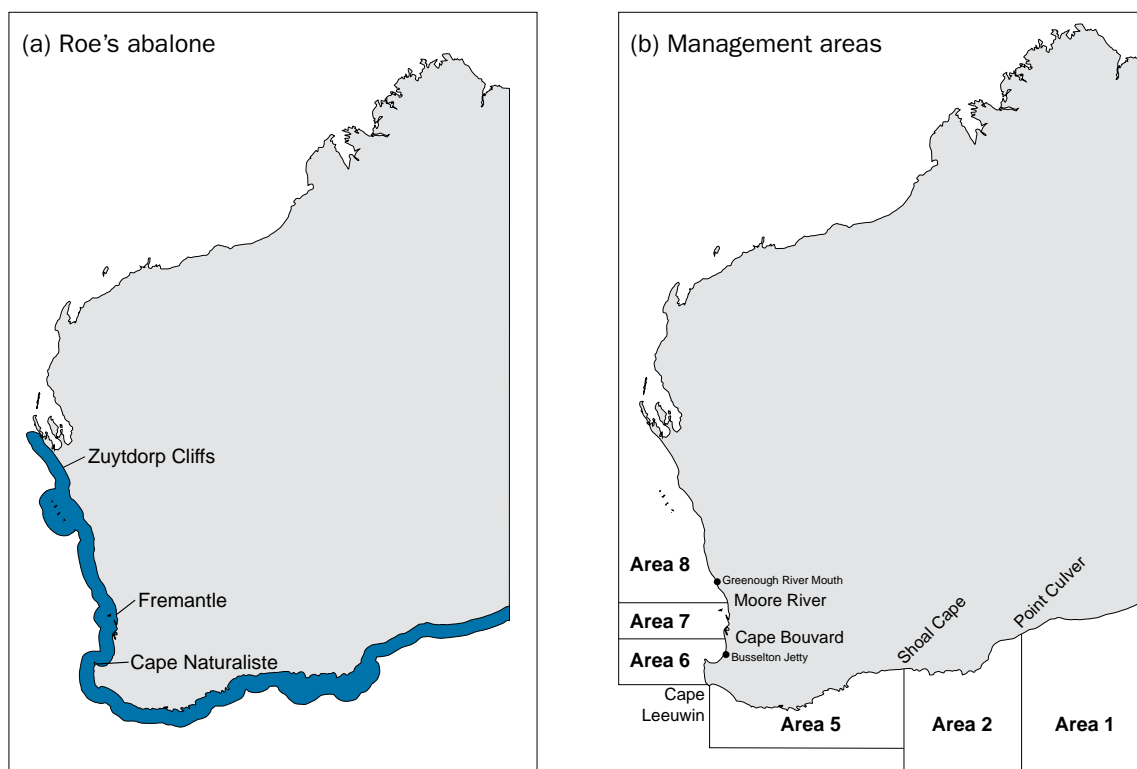 (a) Roe’s abalone
Zuytdorp Cliffs
Fremantle
Cape Naturaliste
(b) Management areas
Area 8
Greenough River Mouth
Moore River
Area 7
Cape Bouvard
Area 6
Busselton Jetty
Shoal Cape
Point Culver
Cape
Leeuwin
Area 5
Area 2
Area 1